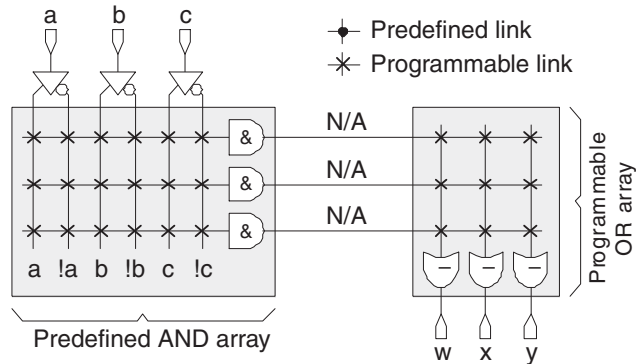 a b c
Predefined link
Programmable link
N/A
&
N/A
&
N/A
&
a !a b !b c !c
Predefined AND array
Programmable
OR array
w x y